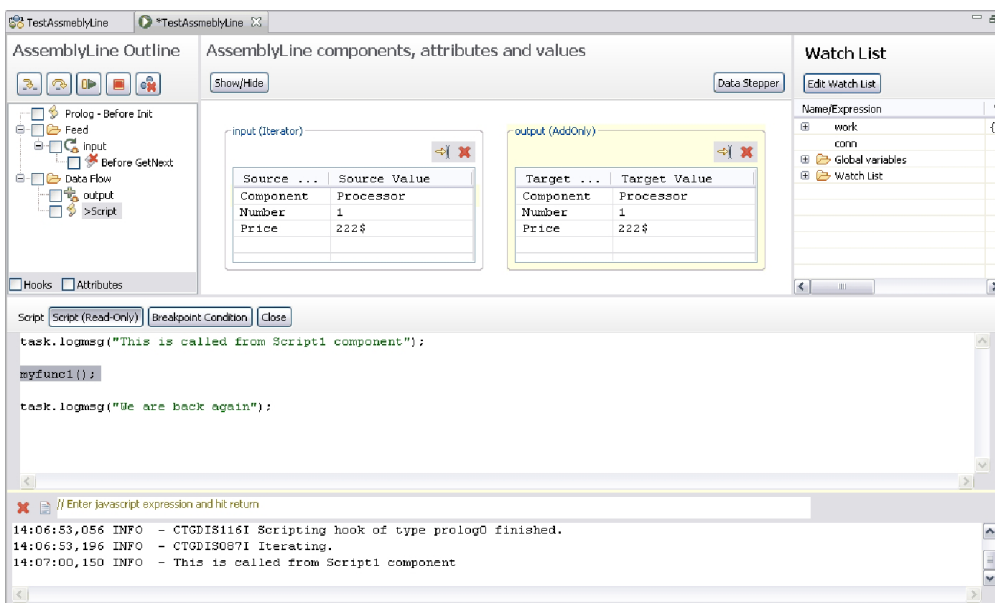 TestAssmeblyLine
*TestAssmeblyLine
AssemblyLine Outline
Prolog - Before Init
Feed
input
Before GetNext
Data Flow
output
>Script
Hooks
Attributes
AssemblyLine components, attributes and values
Show/Hide
Data Stepper
input (Iterator)
Source ... Source Value
Component Processor
Number 1
Price 222$
output (AddOnly)
Target ... Target Value
Component Processor
Number 1
Price 222$
Watch List
Edit Watch List
Name/Expression
work
conn
Global variables
Watch List
Script Script (Read-Only) Breakpoint Condition Close
task.logmsg("This is called from Script1 component");
myfunc1();
task.logmsg("We are back again");
// Enter javascript expression and hit return
14:06:53,056 INFO - CTGDIS116I Scripting hook of type prolog0 finished.
14:06:53,196 INFO - CTGDIS087I Iterating.
14:07:00,150 INFO - This is called from Script1 component